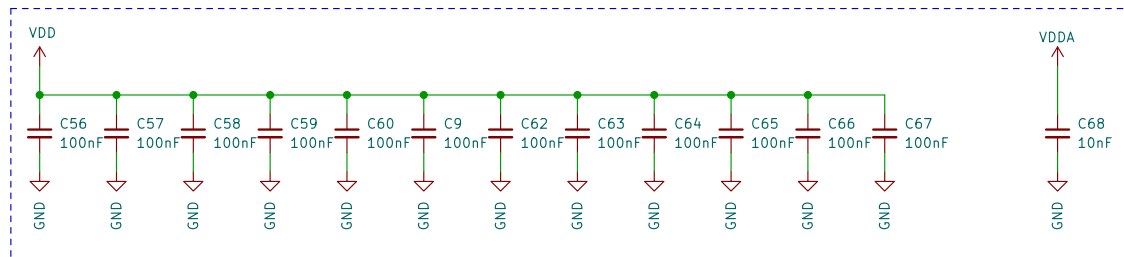 VDD
VDDA
C56
100nF
C57
100nF
C58
100nF
C59
100nF
C60
100nF
C9
100nF
C62
100nF
C63
100nF
C64
100nF
C65
100nF
C66
100nF
C67
100nF
C68
10nF
GND
GND
GND
GND
GND
GND
GND
GND
GND
GND
GND
GND
GND